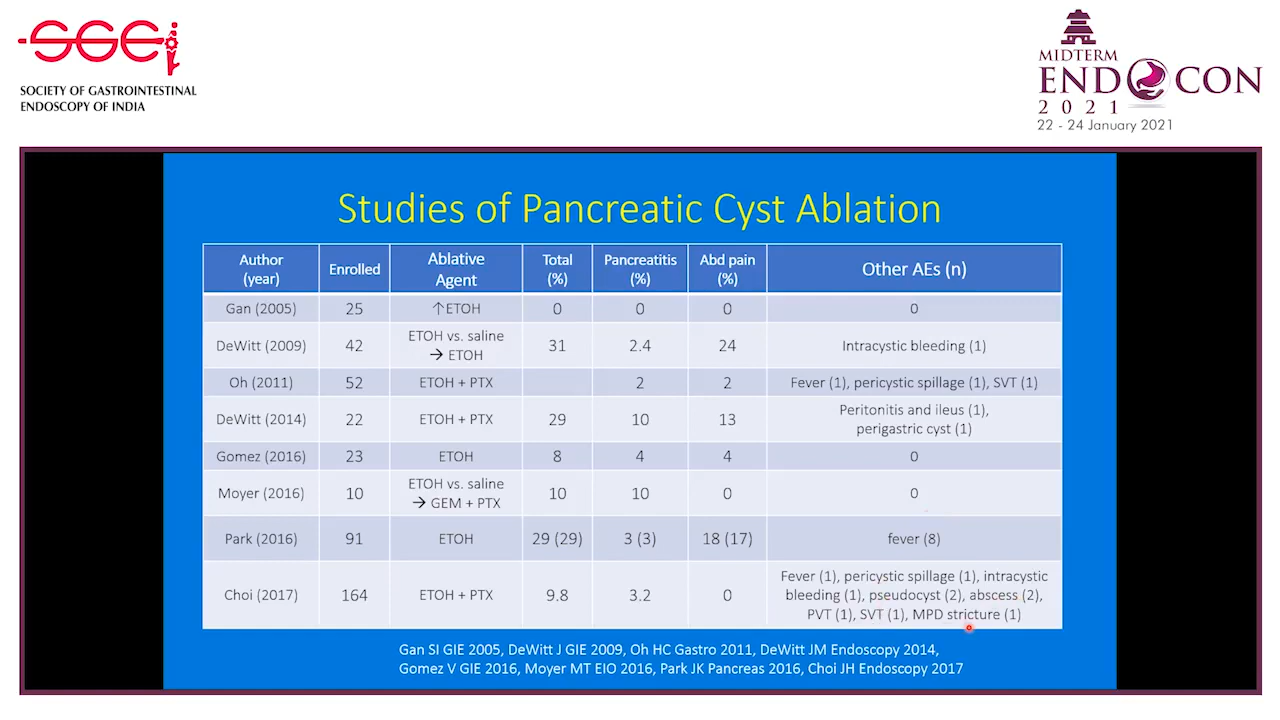 SGEi
SOCIETY OF GASTROINTESTINAL
ENDOSCOPY OF INDIA
MIDTERM
ENDOCON
2021
22 - 24 January 2021
Studies of Pancreatic Cyst Ablation
Author (year) Enrolled Ablative Agent Total (%) Pancreatitis (%) Abd pain (%) Other AEs (n)
Gan (2005) 25 ↑ETOH 0 0 0 0
DeWitt (2009) 42 ETOH vs. saline → ETOH 31 2.4 24 Intracystic bleeding (1)
Oh (2011) 52 ETOH + PTX 2 2 Fever (1), pericystic spillage (1), SVT (1)
DeWitt (2014) 22 ETOH + PTX 29 10 13 Peritonitis and ileus (1), perigastric cyst (1)
Gomez (2016) 23 ETOH 8 4 4 0
Moyer (2016) 10 ETOH vs. saline → GEM + PTX 10 10 0 0
Park (2016) 91 ETOH 29 (29) 3 (3) 18 (17) fever (8)
Choi (2017) 164 ETOH + PTX 9.8 3.2 0 Fever (1), pericystic spillage (1), intracystic bleeding (1), pseudocyst (2), abscess (2), PVT (1), SVT (1), MPD stricture (1)
Gan SI GIE 2005, DeWitt J GIE 2009, Oh HC Gastro 2011, DeWitt JM Endoscopy 2014,
Gomez V GIE 2016, Moyer MT EIO 2016, Park JK Pancreas 2016, Choi JH Endoscopy 2017